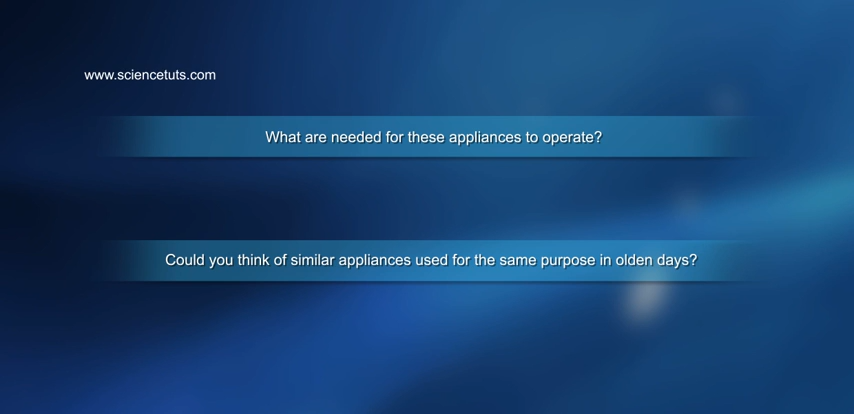 www.sciencetuts.com
What are needed for these appliances to operate?
Could you think of similar appliances used for the same purpose in olden days?